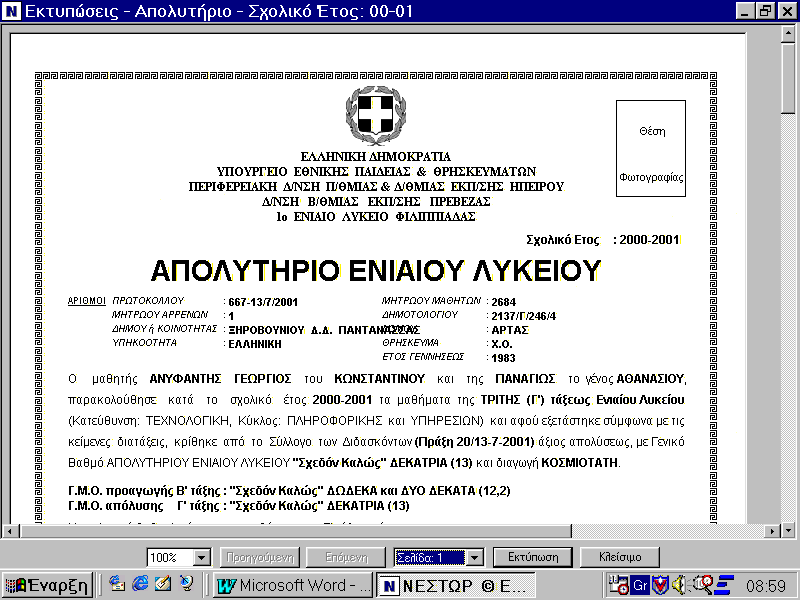 Εκτυπώσεις - Απολυτήριο - Σχολικό Έτος: 00-01
Θέση
Φωτογραφίας
ΕΛΛΗΝΙΚΗ ΔΗΜΟΚΡΑΤΙΑ
ΥΠΟΥΡΓΕΙΟ ΕΘΝΙΚΗΣ ΠΑΙΔΕΙΑΣ & ΘΡΗΣΚΕΥΜΑΤΩΝ
ΠΕΡΙΦΕΡΕΙΑΚΗ Δ/ΝΣΗ Π/ΘΜΙΑΣ & Δ/ΘΜΙΑΣ ΕΚΠ/ΣΗΣ ΗΠΕΙΡΟΥ
Δ/ΝΣΗ Β/ΘΜΙΑΣ ΕΚΠ/ΣΗΣ ΠΡΕΒΕΖΑΣ
1ο ΕΝΙΑΙΟ ΛΥΚΕΙΟ ΦΙΛΙΠΠΙΑΔΑΣ
Σχολικό Ετος : 2000-2001
ΑΠΟΛΥΤΗΡΙΟ ΕΝΙΑΙΟΥ ΛΥΚΕΙΟΥ
ΑΡΙΘΜΟΙ ΠΡΩΤΟΚΟΛΛΟΥ : 667-13/7/2001 ΜΗΤΡΩΟΥ ΜΑΘΗΤΩΝ : 2684
ΜΗΤΡΩΟΥ ΑΡΡΕΝΩΝ : 1 ΔΗΜΟΤΟΛΟΓΙΟΥ : 2137/Γ/246/4
ΔΗΜΟΥ ή ΚΟΙΝΟΤΗΤΑΣ : ΞΗΡΟΒΟΥΝΙΟΥ Δ.Δ. ΠΑΝΤΑΝΑΣΣΑΣ : ΑΡΤΑΣ
ΥΠΗΚΟΟΤΗΤΑ : ΕΛΛΗΝΙΚΗ ΘΡΗΣΚΕΥΜΑ : Χ.Ο.
ΕΤΟΣ ΓΕΝΝΗΣΕΩΣ : 1983
Ο μαθητής ΑΝΥΦΑΝΤΗΣ ΓΕΩΡΓΙΟΣ του ΚΩΝΣΤΑΝΤΙΝΟΥ και της ΠΑΝΑΓΙΩΣ το γένος ΑΘΑΝΑΣΙΟΥ,
παρακολούθησε κατά το σχολικό έτος 2000-2001 τα μαθήματα της ΤΡΙΤΗΣ (Γ') τάξεως Ενιαίου Λυκείου
(Κατεύθυνση: ΤΕΧΝΟΛΟΓΙΚΗ, Κύκλος: ΠΛΗΡΟΦΟΡΙΚΗΣ και ΥΠΗΡΕΣΙΩΝ) και αφού εξετάστηκε σύμφωνα με τις
κείμενες διατάξεις, κρίθηκε από το Σύλλογο των Διδασκόντων (Πράξη 20/13-7-2001) άξιος απολύσεως, με Γενικό
Βαθμό ΑΠΟΛΥΤΗΡΙΟΥ ΕΝΙΑΙΟΥ ΛΥΚΕΙΟΥ "Σχεδόν Καλώς" ΔΕΚΑΤΡΙΑ (13) και διαγωγή ΚΟΣΜΙΟΤΑΤΗ.
Γ.Μ.Ο. προαγωγής Β' τάξης : "Σχεδόν Καλώς" ΔΩΔΕΚΑ και ΔΥΟ ΔΕΚΑΤΑ (12,2)
Γ.Μ.Ο. απόλυσης Γ' τάξης : "Σχεδόν Καλώς" ΔΕΚΑΤΡΙΑ (13)
100% Προηγούμενη Επόμενη Σελίδα: 1 Εκτύπωση Κλείσιμο
Έναρξη Microsoft Word - ... ΝΕΣΤΩΡ © Ε... Gr 08:59